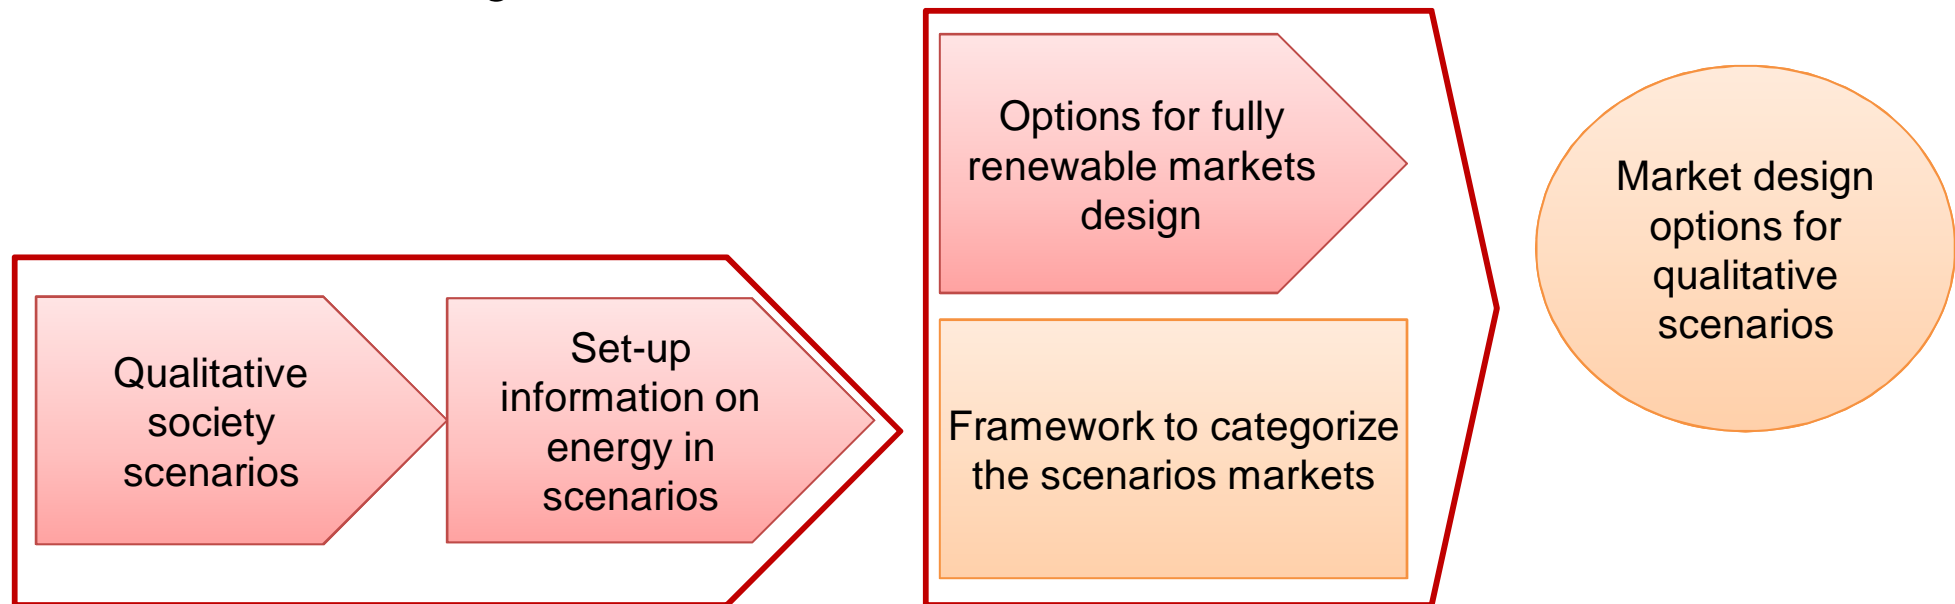 Qualitative
society
scenarios
Set-up
information on
energy in
scenarios
Options for fully
renewable markets
design
Framework to categorize
the scenarios markets
Market design
options for
qualitative
scenarios